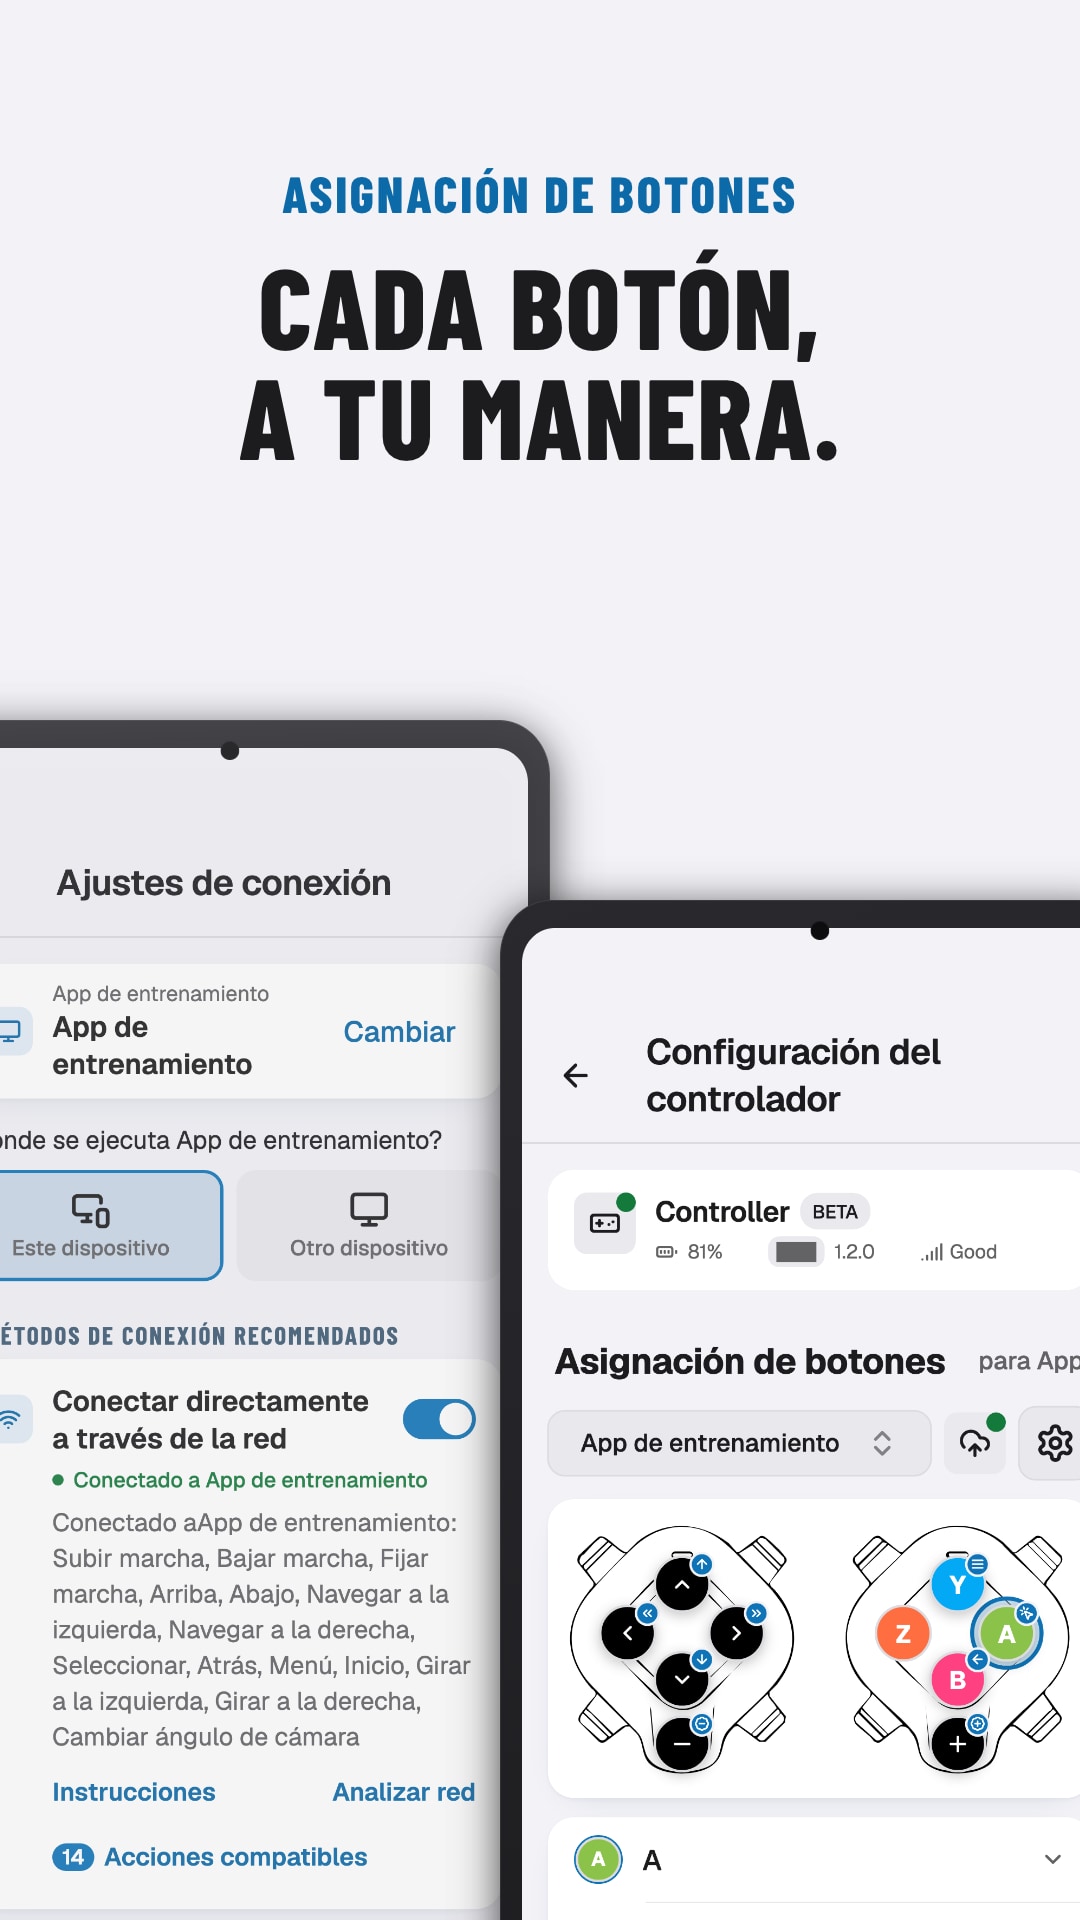 ASIGNACIÓN DE BOTONES
CADA BOTÓN,
A TU MANERA.
Ajustes de conexión
App de entrenamiento
App de
entrenamiento
Cambiar
onde se ejecuta App de entrenamiento?
Este dispositivo
Otro dispositivo
ÉTODOS DE CONEXIÓN RECOMENDADOS
Conectar directamente
a través de la red
Conectado a App de entrenamiento
Conectado aApp de entrenamiento:
Subir marcha, Bajar marcha, Fijar
marcha, Arriba, Abajo, Navegar a la
izquierda, Navegar a la derecha,
Seleccionar, Atrás, Menú, Inicio, Girar
a la izquierda, Girar a la derecha,
Cambiar ángulo de cámara
Instrucciones
Analizar red
14 Acciones compatibles
Configuración del
controlador
Controller BETA
81% 1.2.0 Good
Asignación de botones para App
App de entrenamiento
Y
Z
A
B
A A